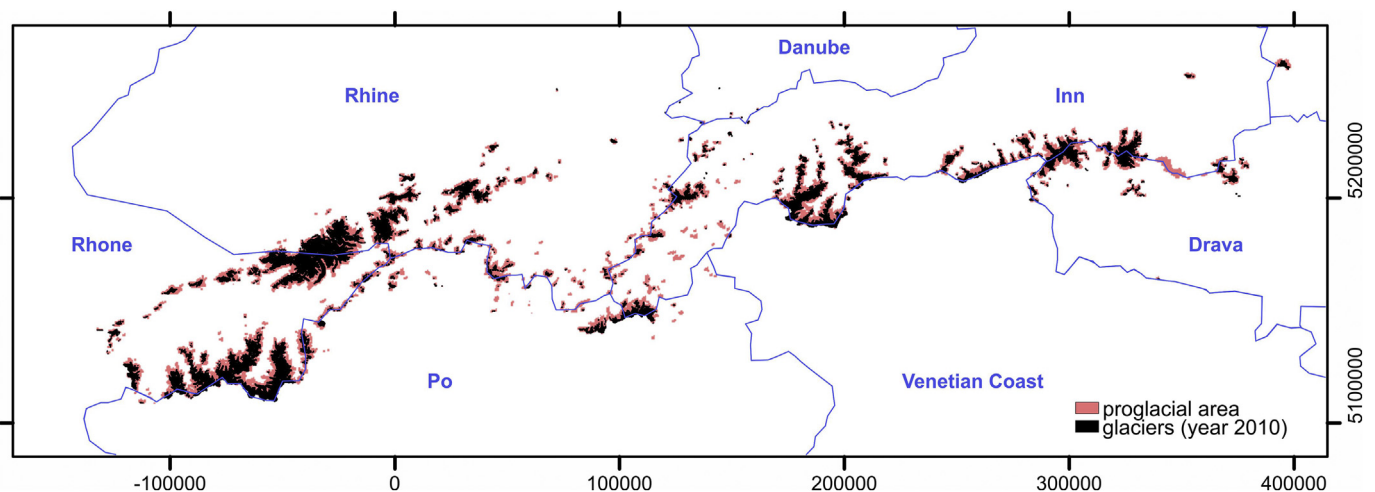 Danube
Rhine
Inn
5200000
Rhone
Drava
Po
Venetian Coast
5100000
proglacial area
glaciers (year 2010)
-100000
0
100000
200000
300000
400000